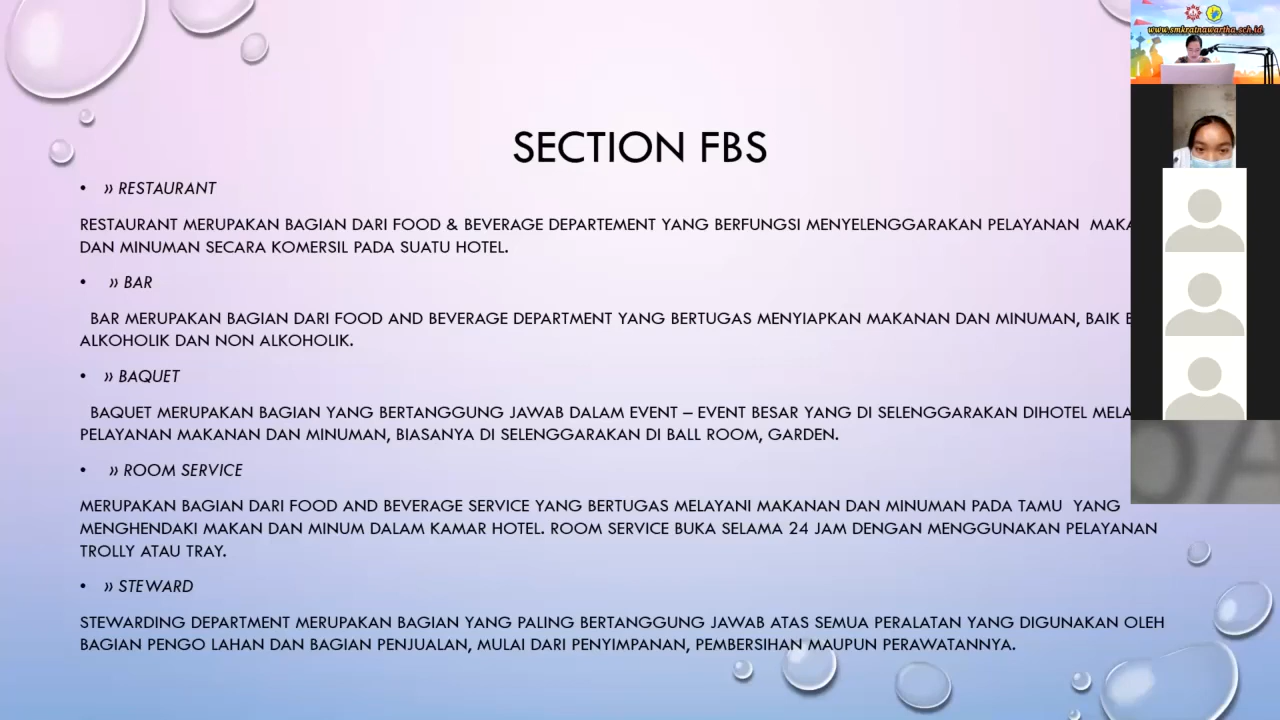 SECTION FBS
• » RESTAURANT
RESTAURANT MERUPAKAN BAGIAN DARI FOOD & BEVERAGE DEPARTEMENT YANG BERFUNGSI MENYELENGGARAKAN PELAYANAN
DAN MINUMAN SECARA KOMERSIL PADA SUATU HOTEL.
• » BAR
BAR MERUPAKAN BAGIAN DARI FOOD AND BEVERAGE DEPARTMENT YANG BERTUGAS MENYIAPKAN MAKANAN DAN MINUMAN, BAIK
ALKOHOLIK DAN NON ALKOHOLIK.
• » BAQUET
BAQUET MERUPAKAN BAGIAN YANG BERTANGGUNG JAWAB DALAM EVENT – EVENT BESAR YANG DI SELENGGARAKAN DIHOTEL
PELAYANAN MAKANAN DAN MINUMAN, BIASANYA DI SELENGGARAKAN DI BALL ROOM, GARDEN.
• » ROOM SERVICE
MERUPAKAN BAGIAN DARI FOOD AND BEVERAGE SERVICE YANG BERTUGAS MELAYANI MAKANAN DAN MINUMAN PADA TAMU YANG
MENGHENDAKI MAKAN DAN MINUM DALAM KAMAR HOTEL. ROOM SERVICE BUKA SELAMA 24 JAM DENGAN MENGGUNAKAN PELAYANAN
TROLLY ATAU TRAY.
• » STEWARD
STEWARDING DEPARTMENT MERUPAKAN BAGIAN YANG PALING BERTANGGUNG JAWAB ATAS SEMUA PERALATAN YANG DIGUNAKAN OLEH
BAGIAN PENGO LAHAN DAN BAGIAN PENJUALAN, MULAI DARI PENYIMPANAN, PEMBERSIHAN MAUPUN PERAWATANNYA.
www.smkratnawartha.sch.id